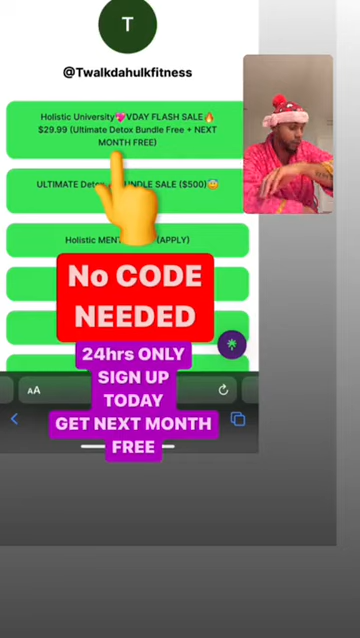 T
@Twalkdahulkfitness
Holistic University💖VDAY FLASH SALE🔥
$29.99 (Ultimate Detox Bundle Free + NEXT
MONTH FREE)
ULTIMATE Detox BUNDLE SALE ($500)😇
Holistic MENT (APPLY)
No CODE
NEEDED
24hrs ONLY
SIGN UP
TODAY
GET NEXT MONTH
FREE
AA